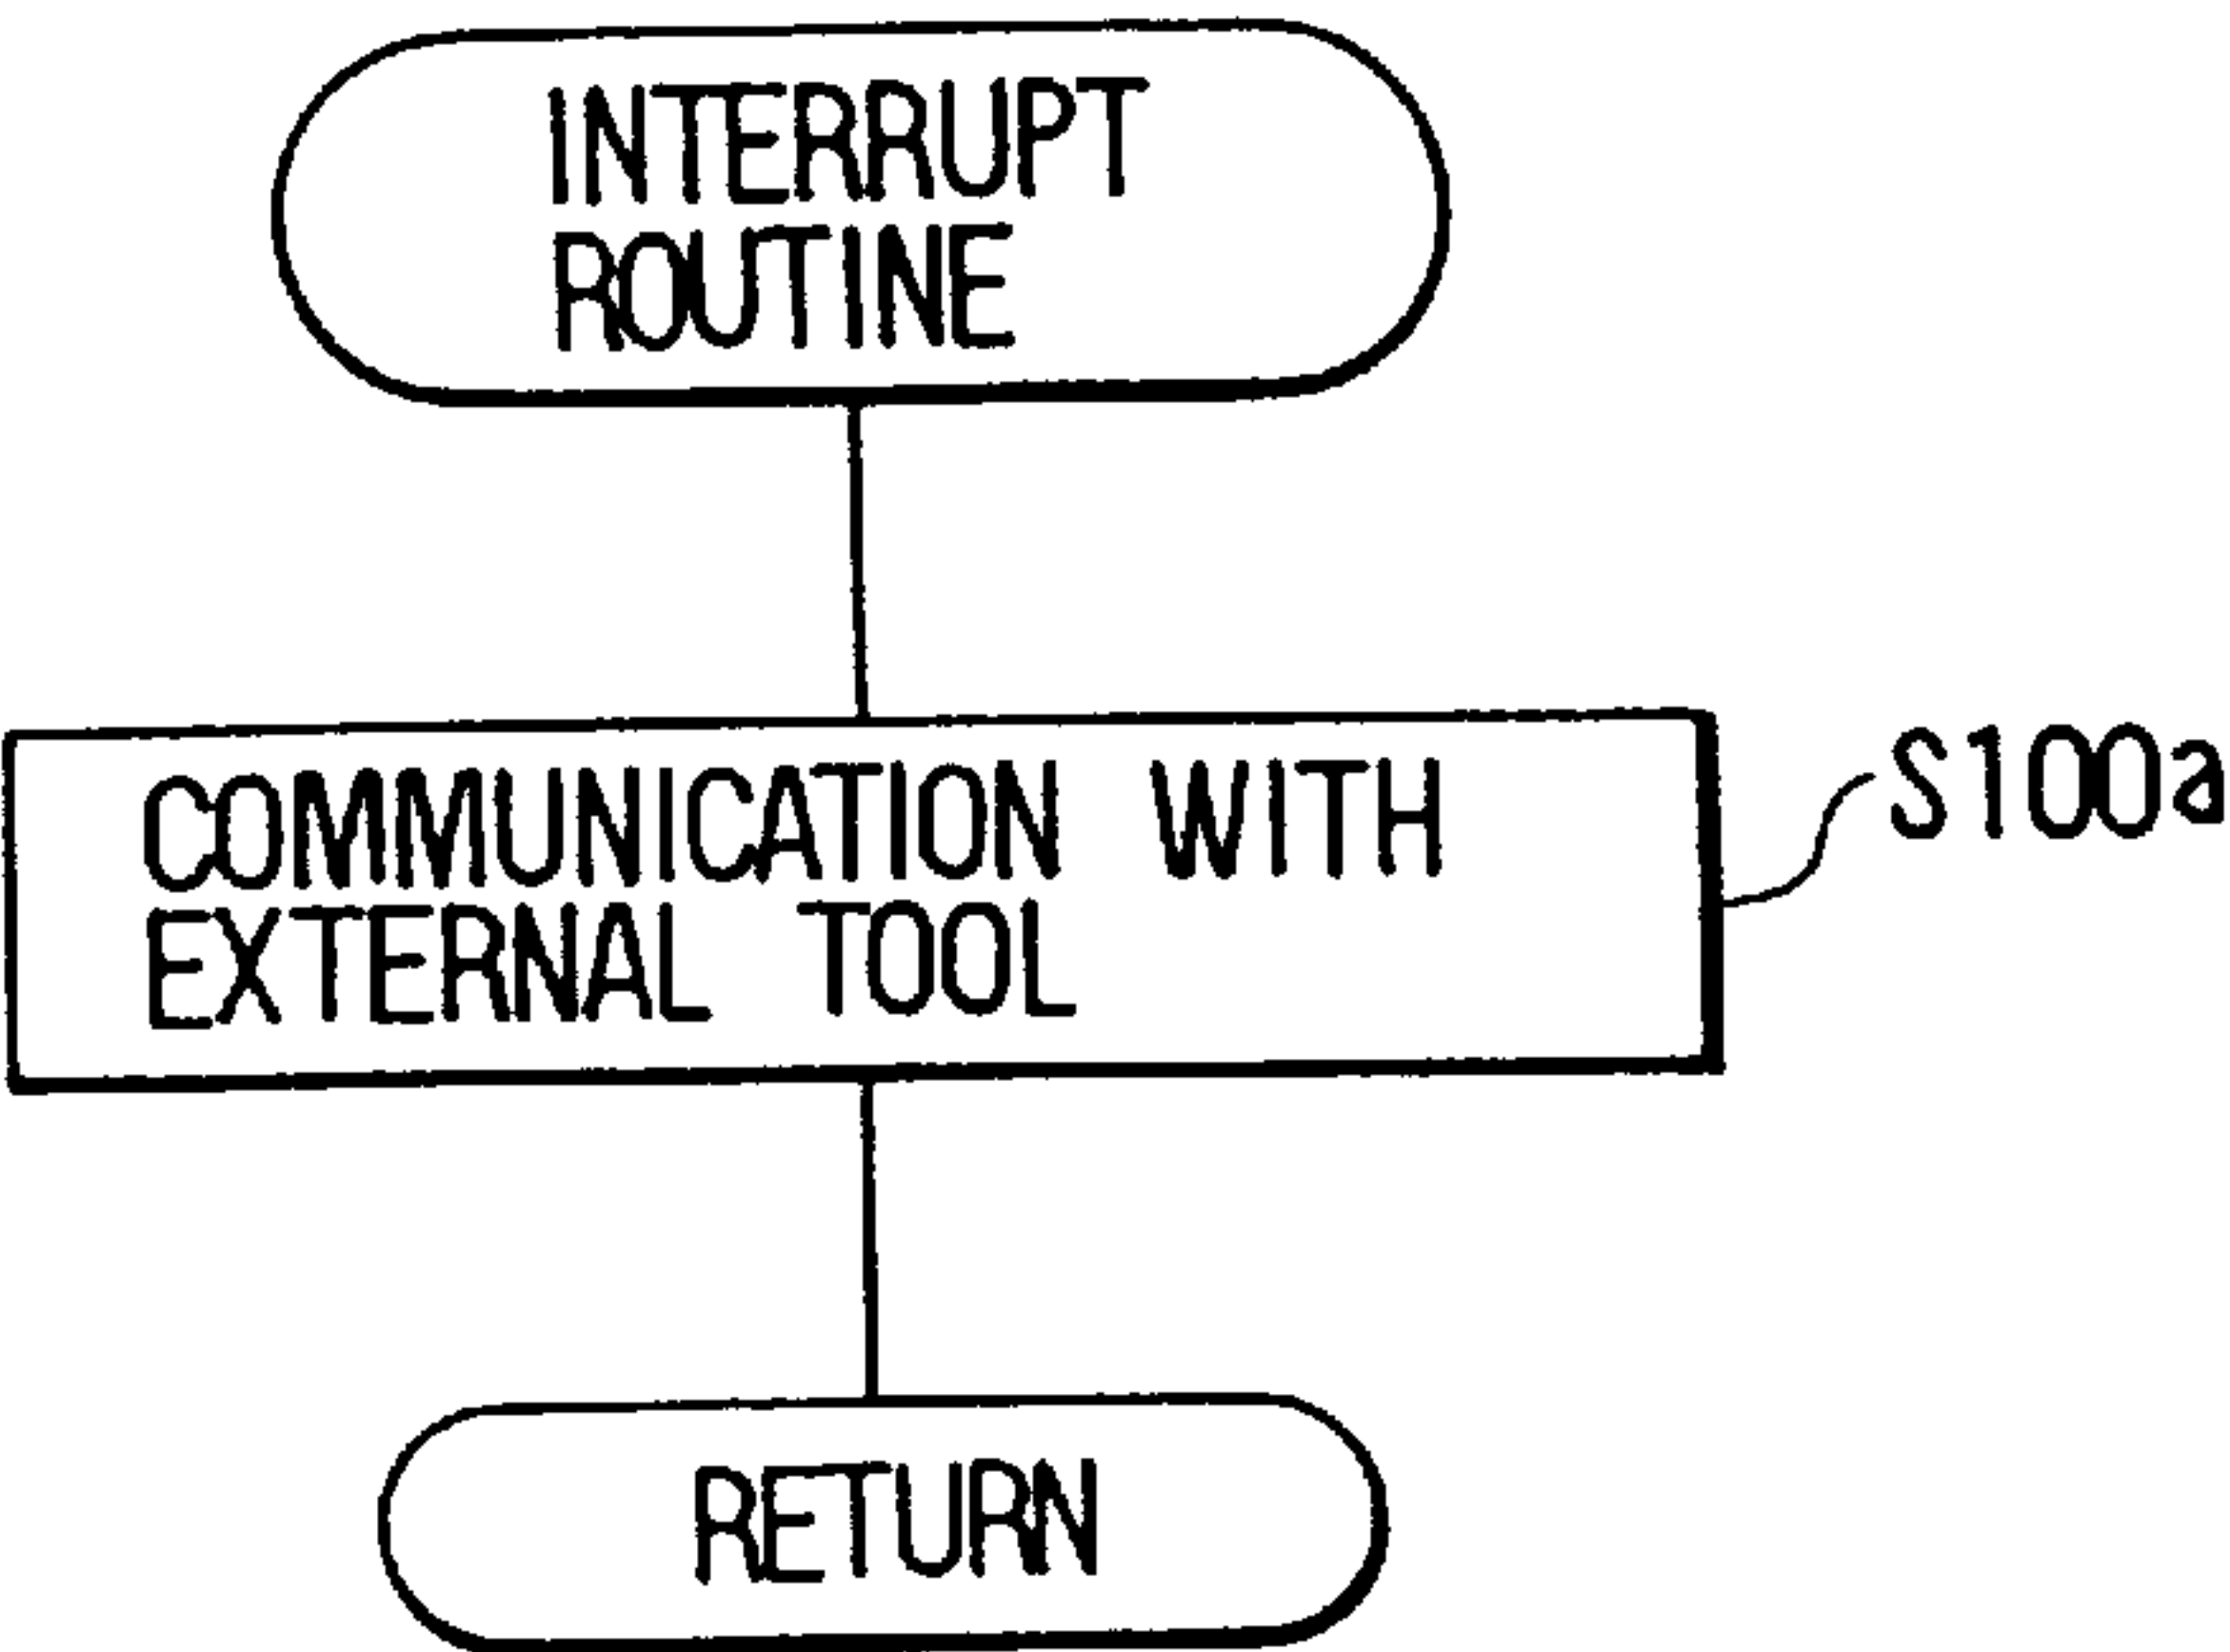 INTERRUPT
ROUTINE
COMMUNICATION WITH
EXTERNAL TOOL
S100a
RETURN